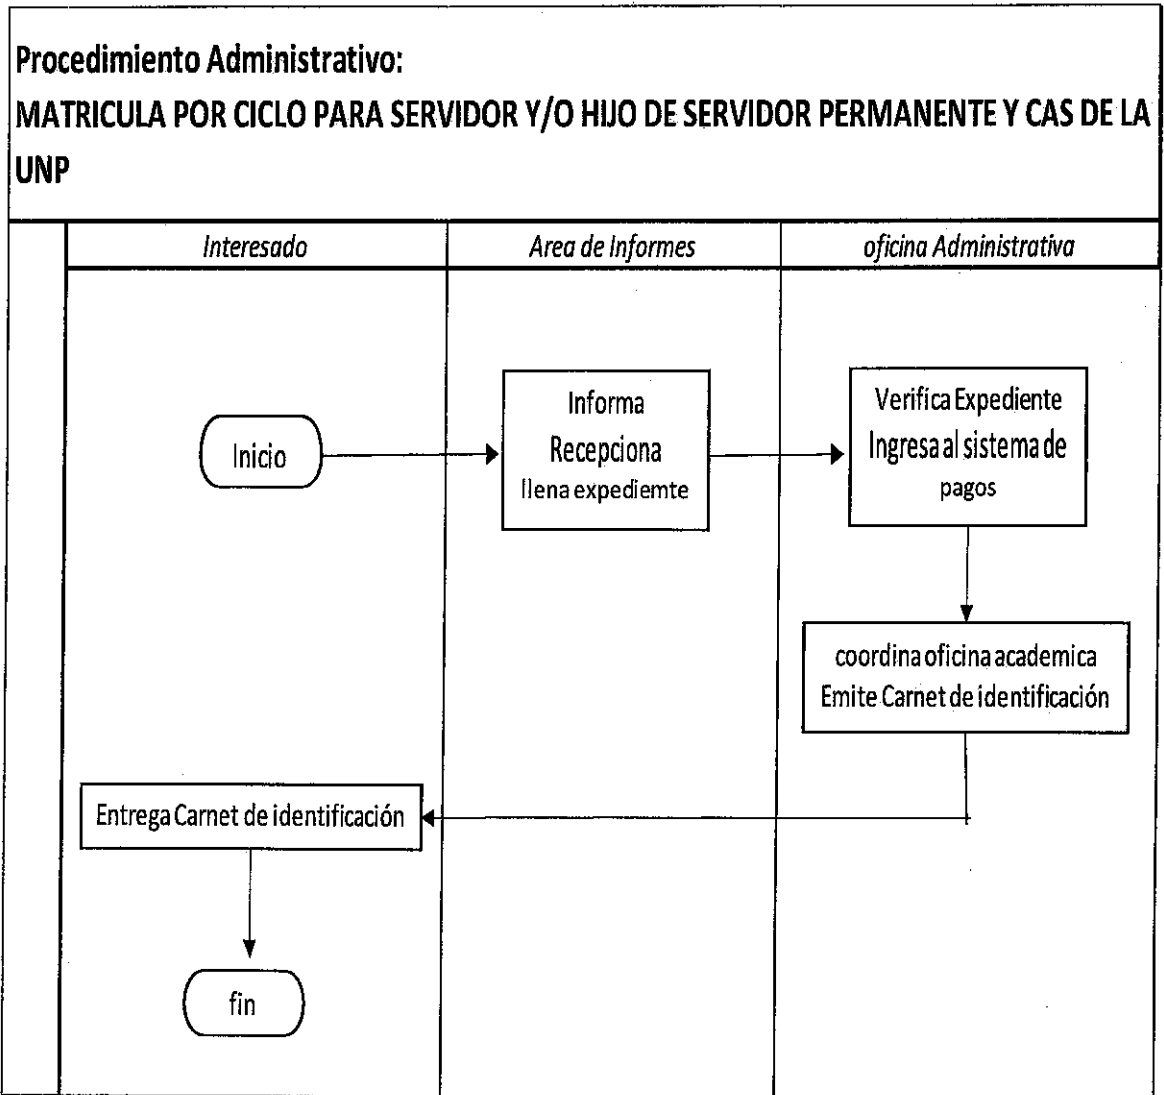 Procedimiento Administrativo:
MATRICULA POR CICLO PARA SERVIDOR Y/O HIJO DE SERVIDOR PERMANENTE Y CAS DE LA
UNP
Interesado
Area de Informes
oficina Administrativa
Inicio
Informa
Recepciona
llena expediemte
Verifica Expediente
Ingresa al sistema de
pagos
coordina oficina academica
Emite Carnet de identificación
Entrega Carnet de identificación
fin